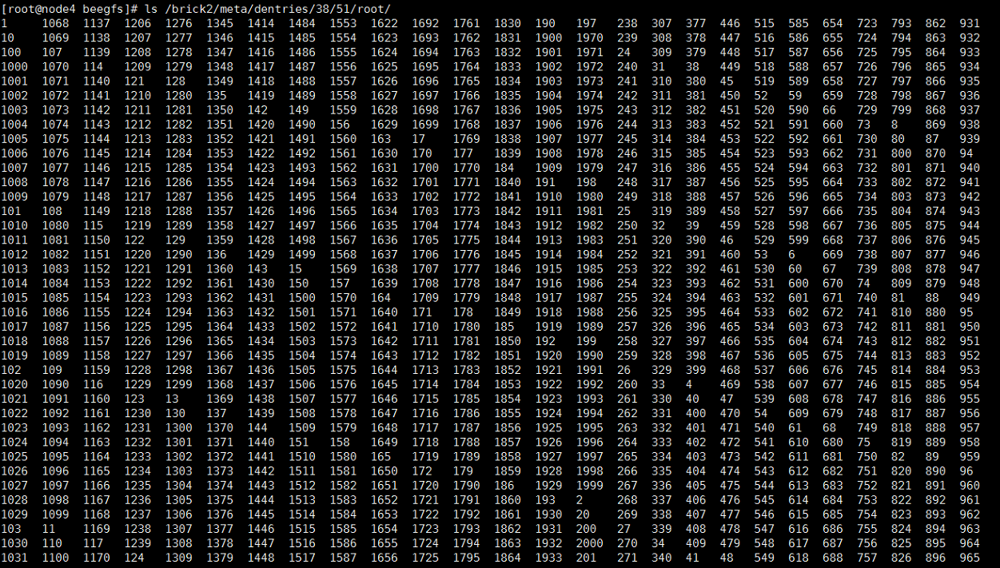 [root@node4 beegfs]# ls /brick2/meta/dentries/38/51/root/
1 1068 1137 1206 1276 1345 1414 1484 1553 1622 1692 1761 1830 190 197 238 307 377 446 515 585 654 723 793 862 931
10 1069 1138 1207 1277 1346 1415 1485 1554 1623 1693 1762 1831 1900 1970 239 308 378 447 516 586 655 724 794 863 932
100 107 1139 1208 1278 1347 1416 1486 1555 1624 1694 1763 1832 1901 1971 24 309 379 448 517 587 656 725 795 864 933
1000 1070 114 1209 1279 1348 1417 1487 1556 1625 1695 1764 1833 1902 1972 240 31 38 449 518 588 657 726 796 865 934
1001 1071 1140 121 128 1349 1418 1488 1557 1626 1696 1765 1834 1903 1973 241 310 380 45 519 589 658 727 797 866 935
1002 1072 1141 1210 1280 135 1419 1489 1558 1627 1697 1766 1835 1904 1974 242 311 381 450 52 59 659 728 798 867 936
1003 1073 1142 1211 1281 1350 142 149 1559 1628 1698 1767 1836 1905 1975 243 312 382 451 520 590 66 729 799 868 937
1004 1074 1143 1212 1282 1351 1420 1490 156 1629 1699 1768 1837 1906 1976 244 313 383 452 521 591 660 73 8 869 938
1005 1075 1144 1213 1283 1352 1421 1491 1560 163 17 1769 1838 1907 1977 245 314 384 453 522 592 661 730 80 87 939
1006 1076 1145 1214 1284 1353 1422 1492 1561 1630 170 177 1839 1908 1978 246 315 385 454 523 593 662 731 800 870 94
1007 1077 1146 1215 1285 1354 1423 1493 1562 1631 1700 1770 184 1909 1979 247 316 386 455 524 594 663 732 801 871 940
1008 1078 1147 1216 1286 1355 1424 1494 1563 1632 1701 1771 1840 191 198 248 317 387 456 525 595 664 733 802 872 941
1009 1079 1148 1217 1287 1356 1425 1495 1564 1633 1702 1772 1841 1910 1980 249 318 388 457 526 596 665 734 803 873 942
101 108 1149 1218 1288 1357 1426 1496 1565 1634 1703 1773 1842 1911 1981 25 319 389 458 527 597 666 735 804 874 943
1010 1080 115 1219 1289 1358 1427 1497 1566 1635 1704 1774 1843 1912 1982 250 32 39 459 528 598 667 736 805 875 944
1011 1081 1150 122 129 1359 1428 1498 1567 1636 1705 1775 1844 1913 1983 251 320 390 46 529 599 668 737 806 876 945
1012 1082 1151 1220 1290 136 1429 1499 1568 1637 1706 1776 1845 1914 1984 252 321 391 460 53 6 669 738 807 877 946
1013 1083 1152 1221 1291 1360 143 15 1569 1638 1707 1777 1846 1915 1985 253 322 392 461 530 60 67 739 808 878 947
1014 1084 1153 1222 1292 1361 1430 150 157 1639 1708 1778 1847 1916 1986 254 323 393 462 531 600 670 74 809 879 948
1015 1085 1154 1223 1293 1362 1431 1500 1570 164 1709 1779 1848 1917 1987 255 324 394 463 532 601 671 740 81 88 949
1016 1086 1155 1224 1294 1363 1432 1501 1571 1640 171 178 1849 1918 1988 256 325 395 464 533 602 672 741 810 880 95
1017 1087 1156 1225 1295 1364 1433 1502 1572 1641 1710 1780 185 1919 1989 257 326 396 465 534 603 673 742 811 881 950
1018 1088 1157 1226 1296 1365 1434 1503 1573 1642 1711 1781 1850 192 199 258 327 397 466 535 604 674 743 812 882 951
1019 1089 1158 1227 1297 1366 1435 1504 1574 1643 1712 1782 1851 1920 1990 259 328 398 467 536 605 675 744 813 883 952
102 109 1159 1228 1298 1367 1436 1505 1575 1644 1713 1783 1852 1921 1991 26 329 399 468 537 606 676 745 814 884 953
1020 1090 116 1229 1299 1368 1437 1506 1576 1645 1714 1784 1853 1922 1992 260 33 4 469 538 607 677 746 815 885 954
1021 1091 1160 123 13 1369 1438 1507 1577 1646 1715 1785 1854 1923 1993 261 330 40 47 539 608 678 747 816 886 955
1022 1092 1161 1230 130 137 1439 1508 1578 1647 1716 1786 1855 1924 1994 262 331 400 470 54 609 679 748 817 887 956
1023 1093 1162 1231 1300 1370 144 1509 1579 1648 1717 1787 1856 1925 1995 263 332 401 471 540 61 68 749 818 888 957
1024 1094 1163 1232 1301 1371 1440 151 158 1649 1718 1788 1857 1926 1996 264 333 402 472 541 610 680 75 819 889 958
1025 1095 1164 1233 1302 1372 1441 1510 1580 165 1719 1789 1858 1927 1997 265 334 403 473 542 611 681 750 82 89 959
1026 1096 1165 1234 1303 1373 1442 1511 1581 1650 172 179 1859 1928 1998 266 335 404 474 543 612 682 751 820 890 96
1027 1097 1166 1235 1304 1374 1443 1512 1582 1651 1720 1790 186 1929 1999 267 336 405 475 544 613 683 752 821 891 960
1028 1098 1167 1236 1305 1375 1444 1513 1583 1652 1721 1791 1860 193 2 268 337 406 476 545 614 684 753 822 892 961
1029 1099 1168 1237 1306 1376 1445 1514 1584 1653 1722 1792 1861 1930 20 269 338 407 477 546 615 685 754 823 893 962
103 11 1169 1238 1307 1377 1446 1515 1585 1654 1723 1793 1862 1931 200 27 339 408 478 547 616 686 755 824 894 963
1030 110 117 1239 1308 1378 1447 1516 1586 1655 1724 1794 1863 1932 2000 270 34 409 479 548 617 687 756 825 895 964
1031 1100 1170 124 1309 1379 1448 1517 1587 1656 1725 1795 1864 1933 201 271 340 41 48 549 618 688 757 826 896 965